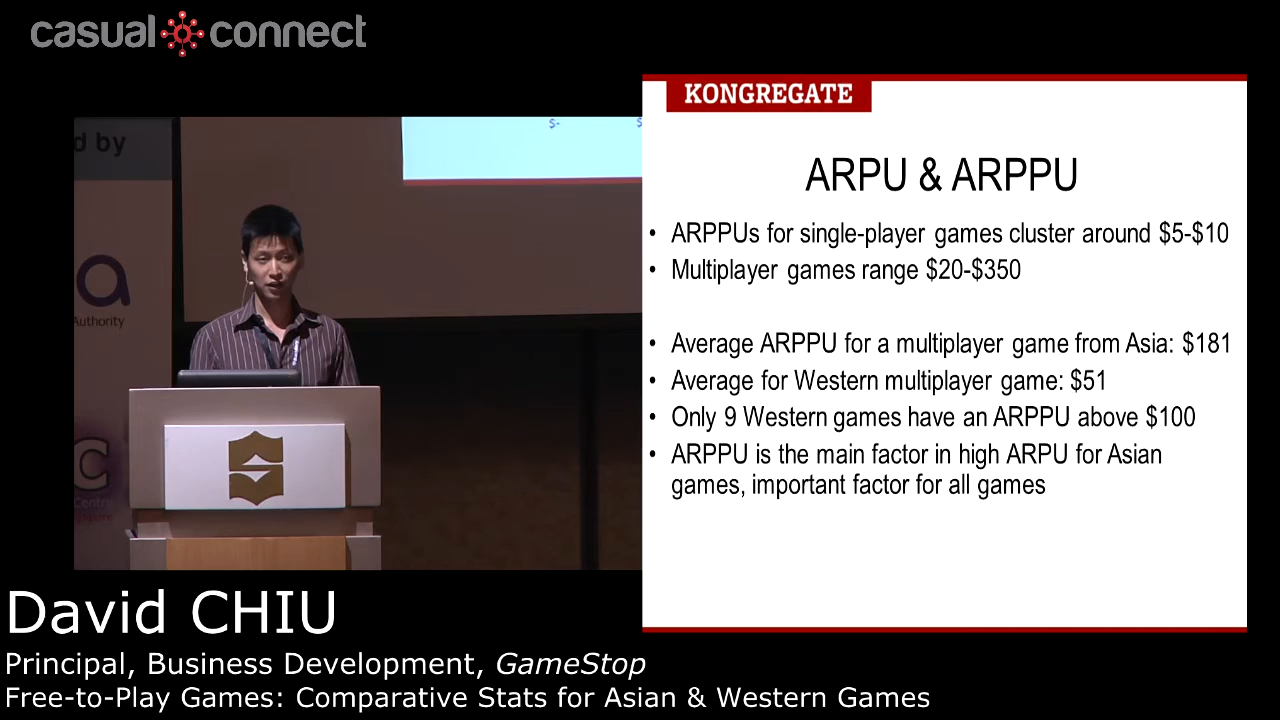 casual connect
KONGREGATE
d by
$-
a
Authority
c
Centre
ARPU & ARPPU
• ARPPUs for single-player games cluster around $5-$10
• Multiplayer games range $20-$350
• Average ARPPU for a multiplayer game from Asia: $181
• Average for Western multiplayer game: $51
• Only 9 Western games have an ARPPU above $100
• ARPPU is the main factor in high ARPU for Asian
games, important factor for all games
David CHIU
Principal, Business Development, GameStop
Free-to-Play Games: Comparative Stats for Asian & Western Games